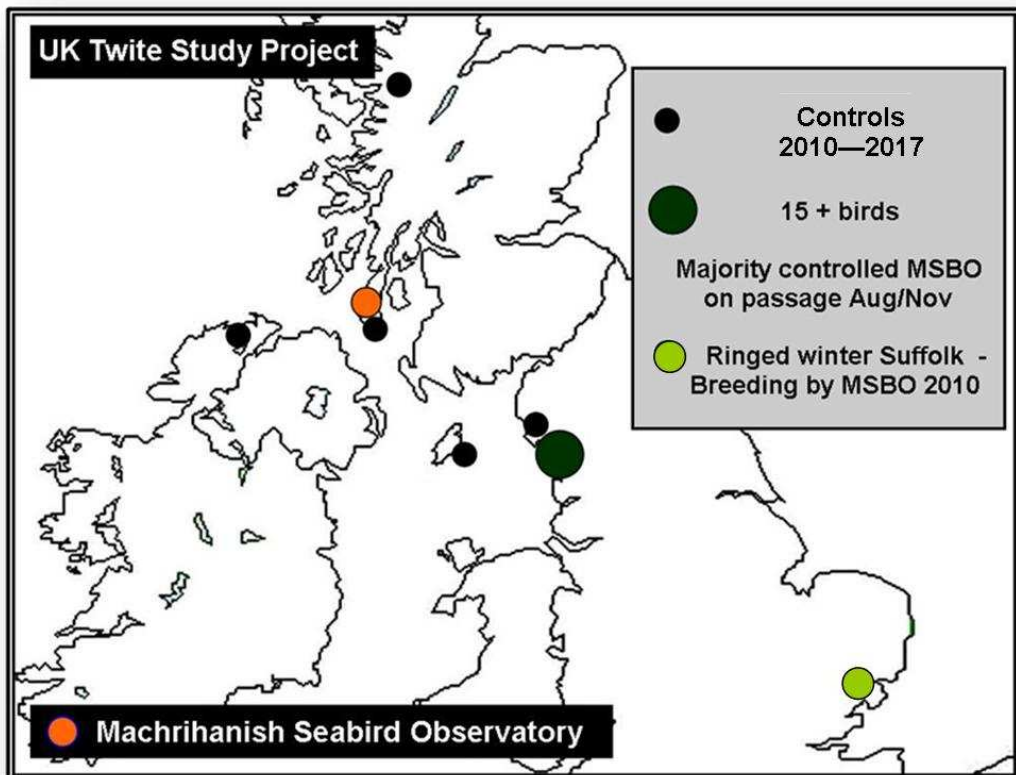 UK Twite Study Project
Controls
2010—2017
15 + birds
Majority controlled MSBO
on passage Aug/Nov
Ringed winter Suffolk -
Breeding by MSBO 2010
Machrihanish Seabird Observatory